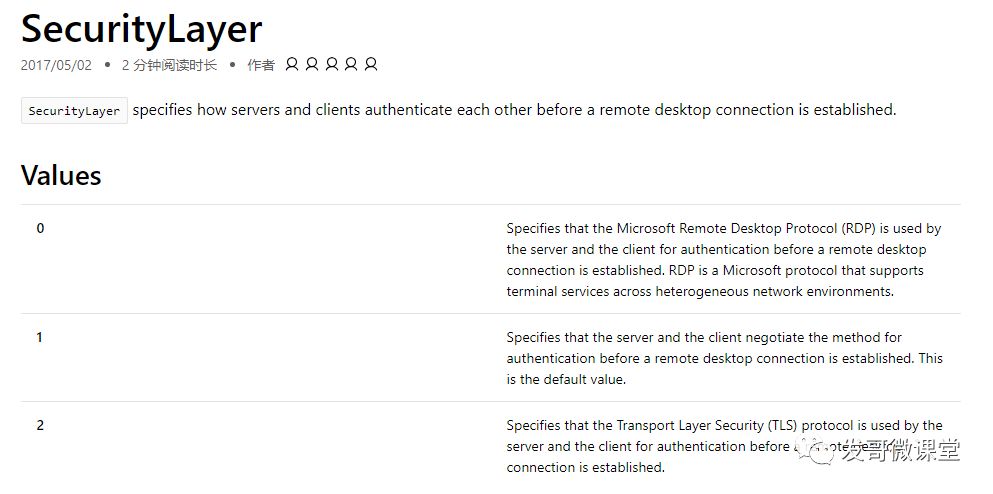 SecurityLayer
2017/05/02 • 2 分钟阅读时长 • 作者
SecurityLayer specifies how servers and clients authenticate each other before a remote desktop connection is established.
Values
0
Specifies that the Microsoft Remote Desktop Protocol (RDP) is used by
the server and the client for authentication before a remote desktop
connection is established. RDP is a Microsoft protocol that supports
terminal services across heterogeneous network environments.
1
Specifies that the server and the client negotiate the method for
authentication before a remote desktop connection is established. This
is the default value.
2
Specifies that the Transport Layer Security (TLS) protocol is used by the
server and the client for authentication before
connection is established.
发哥微课堂